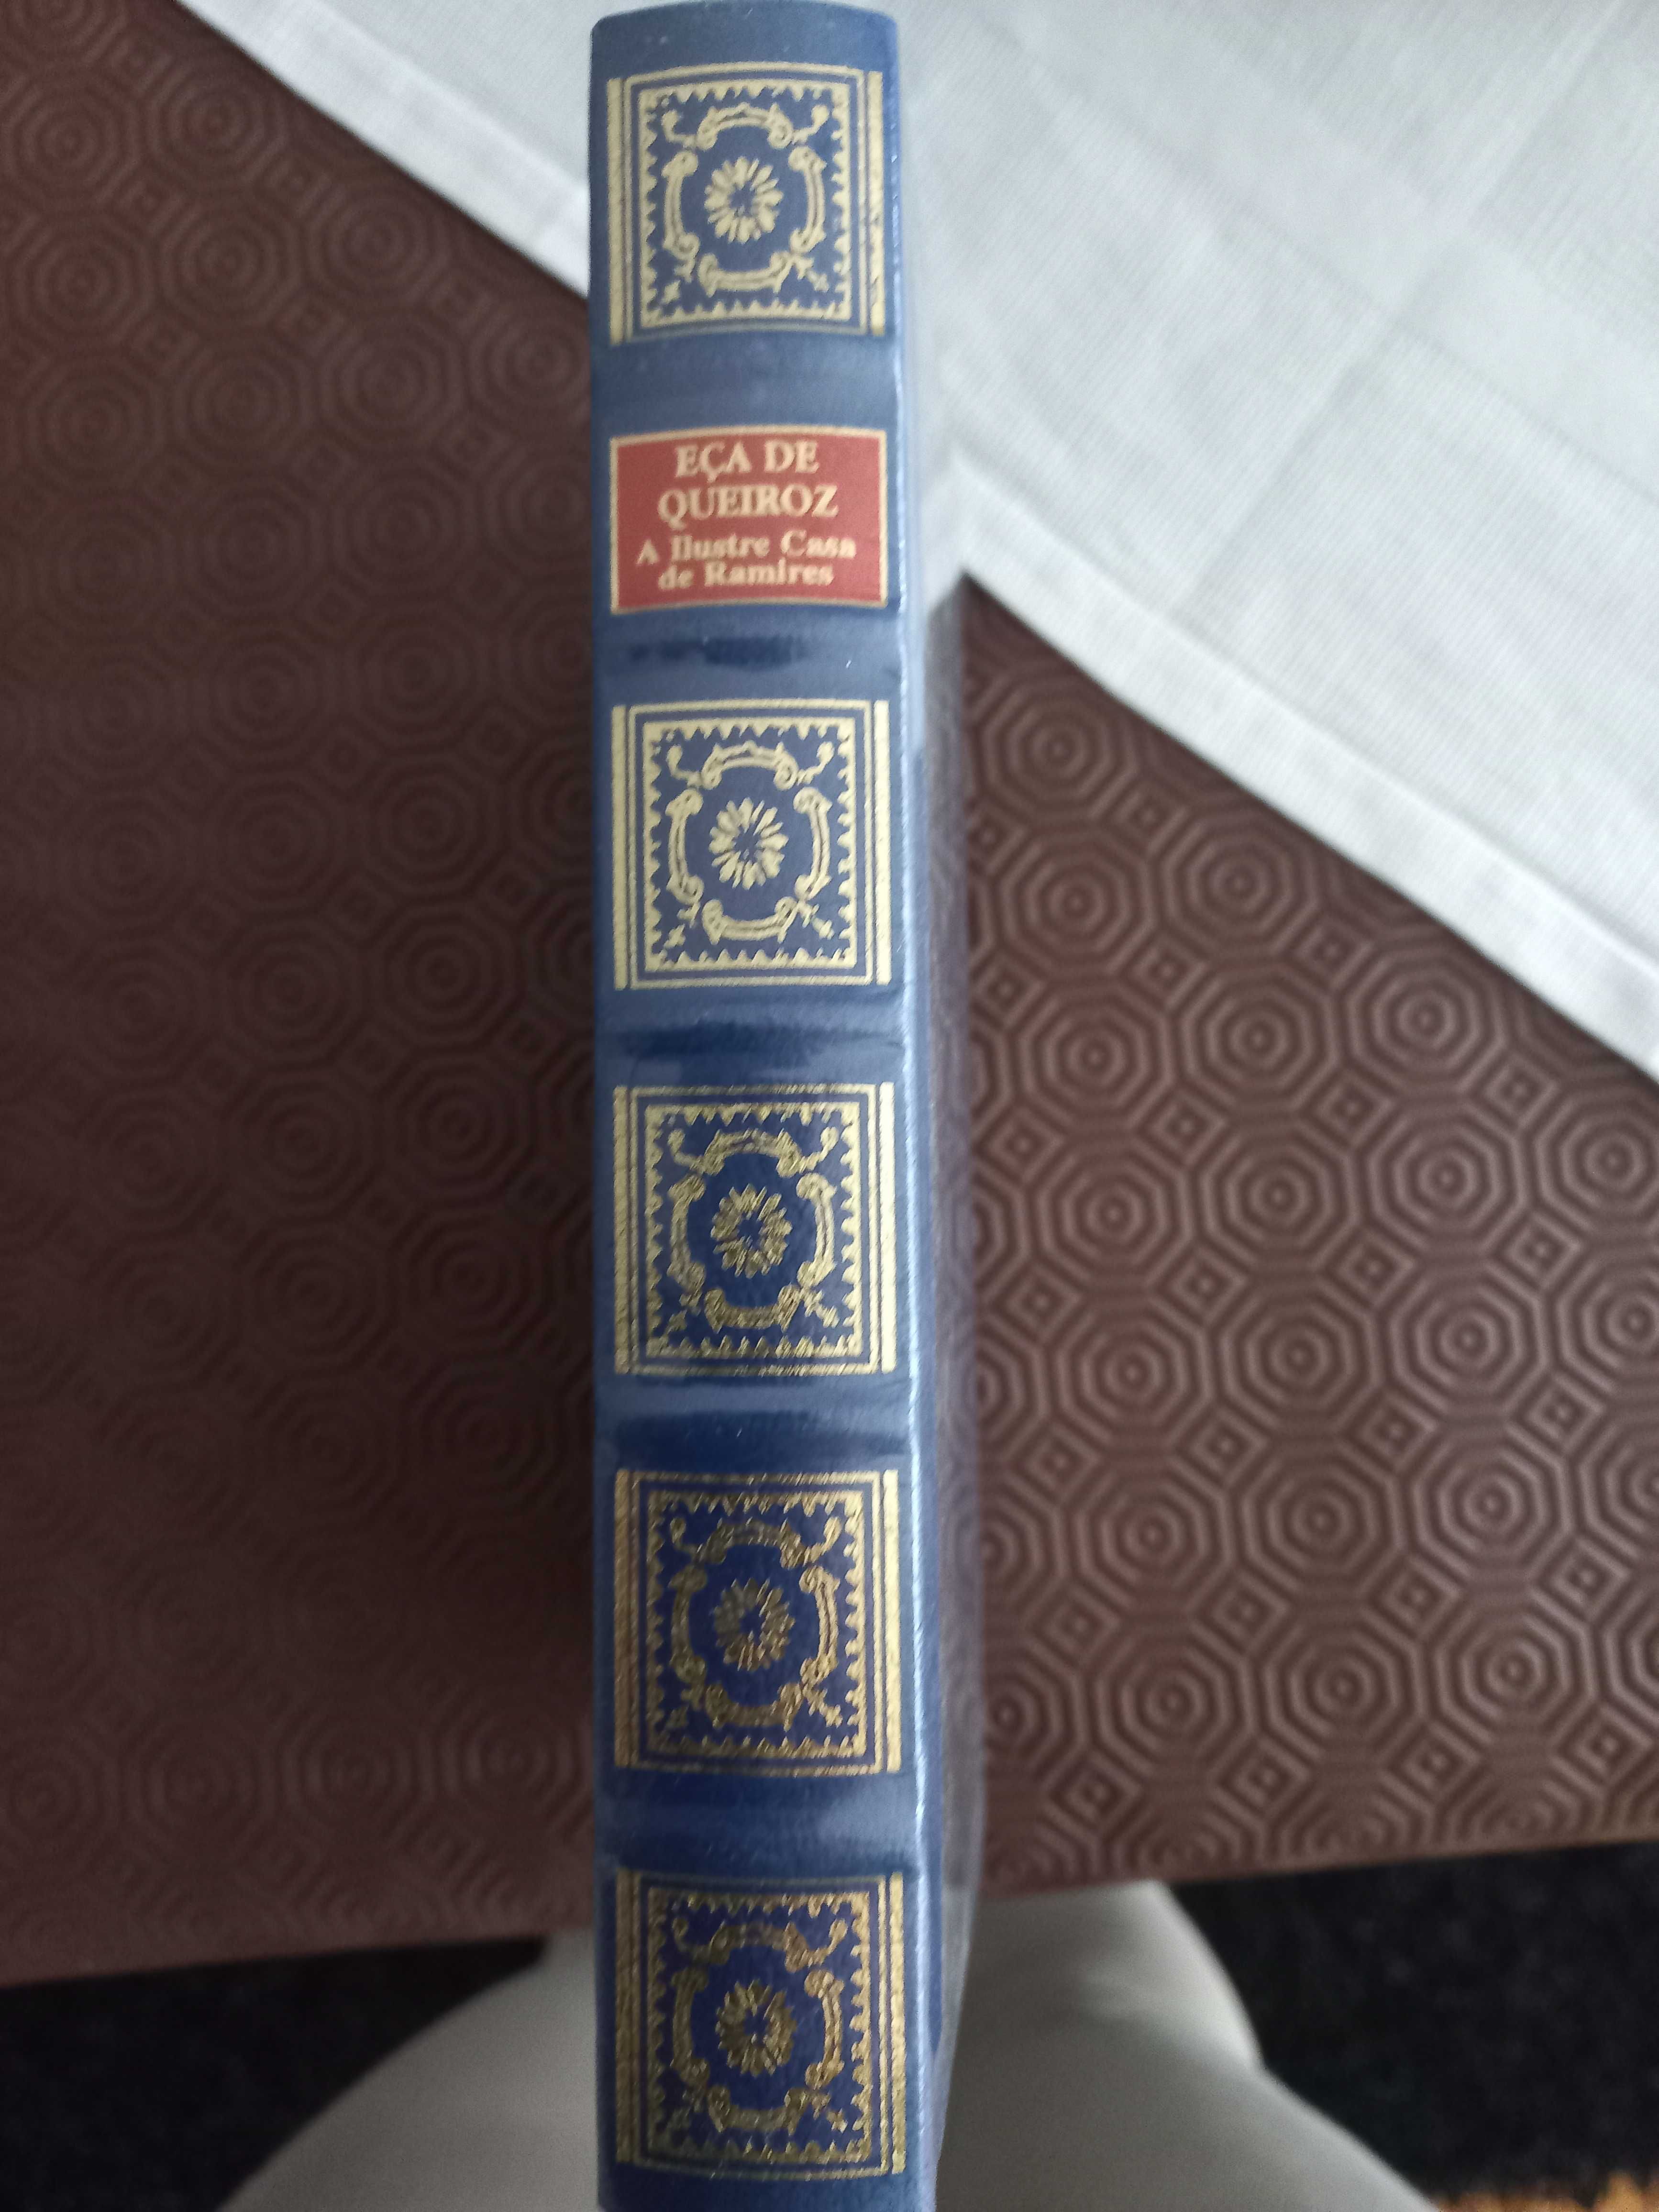 EÇA DE
QUEIROZ
A Ilustre Casa
de Ramires